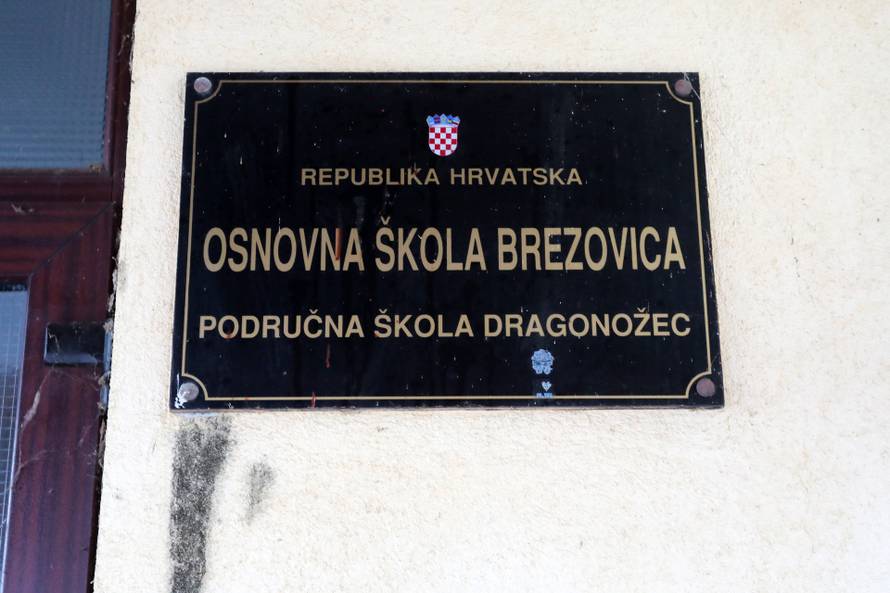 REPUBLIKA HRVATSKA
OSNOVNA ŠKOLA BREZOVICA
PODRUČNA ŠKOLA DRAGONOŽEC